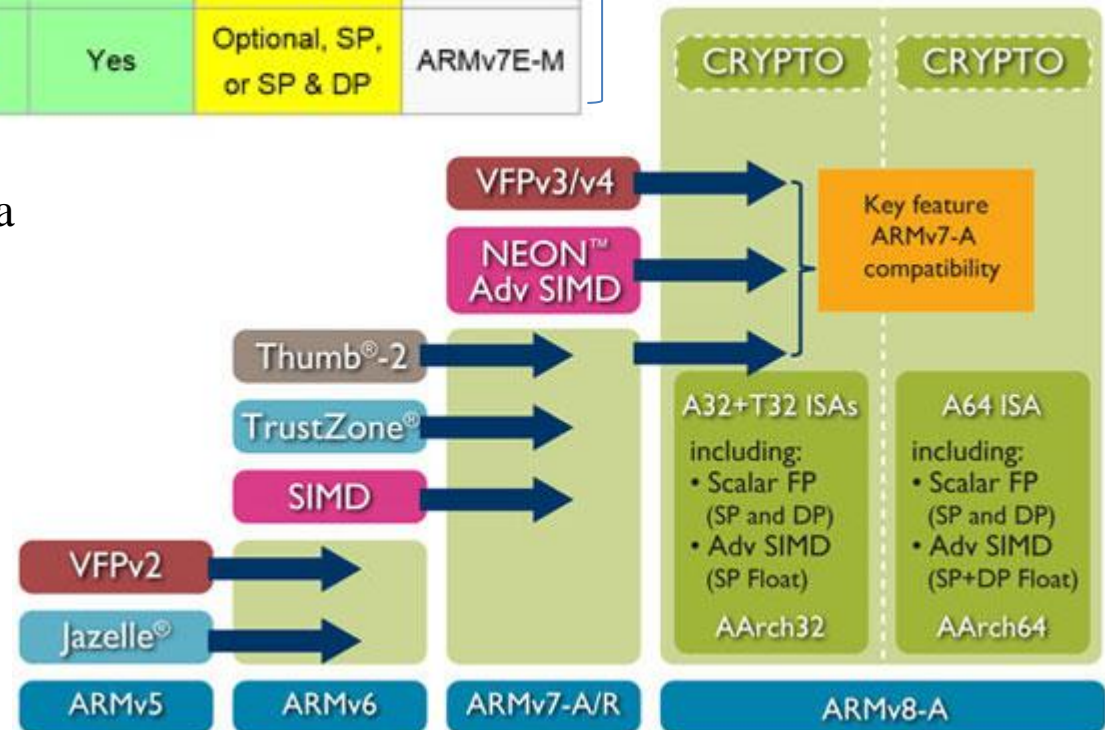 Yes
Optional, SP,
or SP & DP
ARMv7E-M
a
CRYPTO
CRYPTO
VFPv3/v4
NEON™
Adv SIMD
Key feature
ARMv7-A
compatibility
Thumb®-2
TrustZone®
SIMD
A32+T32 ISAs
including:
• Scalar FP
(SP and DP)
• Adv SIMD
(SP Float)
AArch32
A64 ISA
including:
• Scalar FP
(SP and DP)
• Adv SIMD
(SP+DP Float)
AArch64
VFPv2
Jazelle®
ARMv5
ARMv6
ARMv7-A/R
ARMv8-A